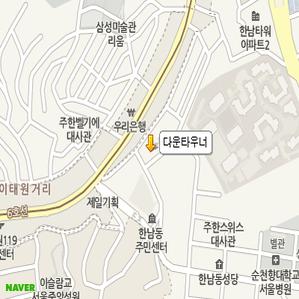 삼성미술관
리움
한남타워
아파트2
우리은행
주한벨기에
대사관
다운타우너
이태원거리
6호선
제일기획
한남동
주민센터
주한스위스
대사관
별관
순천향대학교
서울병원
한남동성당
119
센터
이슬람교
서울중앙성원
NAVER